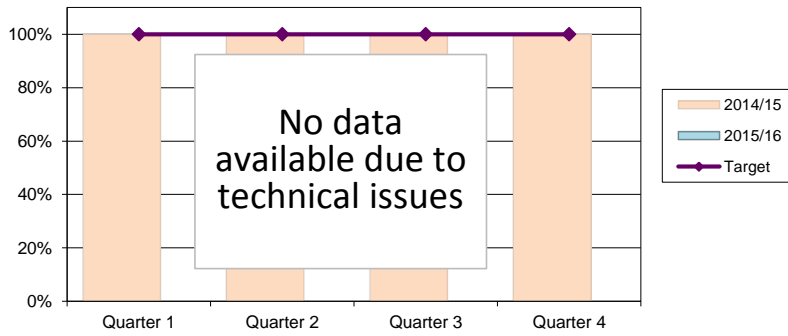 100%
80%
60%
40%
20%
0%
No data
available due to
technical issues
Quarter 1
Quarter 2
Quarter 3
Quarter 4
2014/15
2015/16
Target